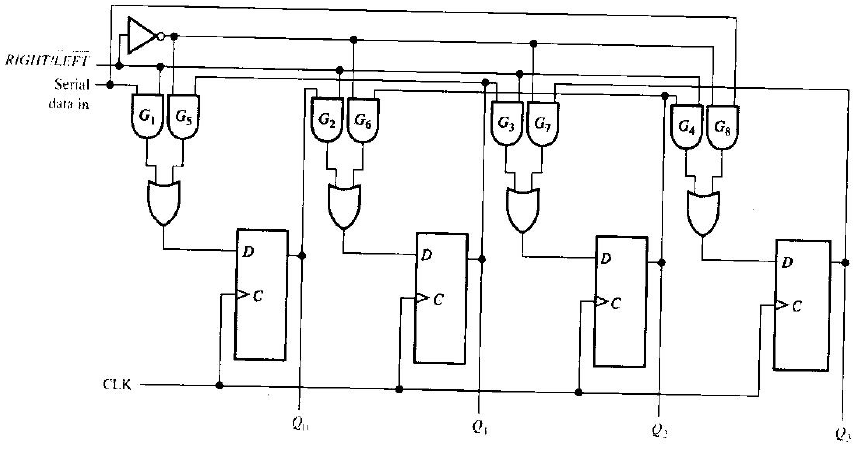 RIGHT/LEFT
Serial
data in
G₁ G₅ G₂ G₆ G₃ G₇ G₄ G₈
D D D D
C C C C
CLK
Q₀ Q₁ Q₂ Q₃